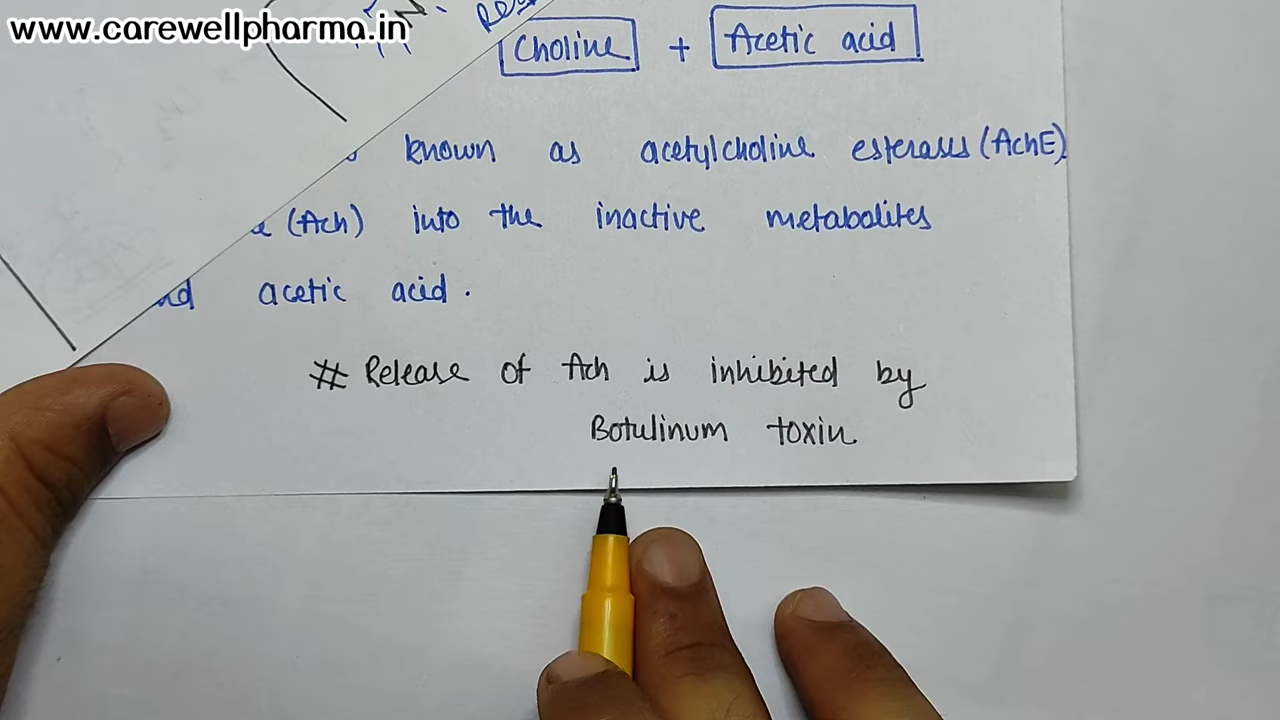 www.carewellpharma.in
Choline + Acetic acid
known as acetylcholine esterases (AchE)
(Ach) into the inactive metabolites
acetic acid.
# Release of Ach is inhibited by
Botulinum toxin